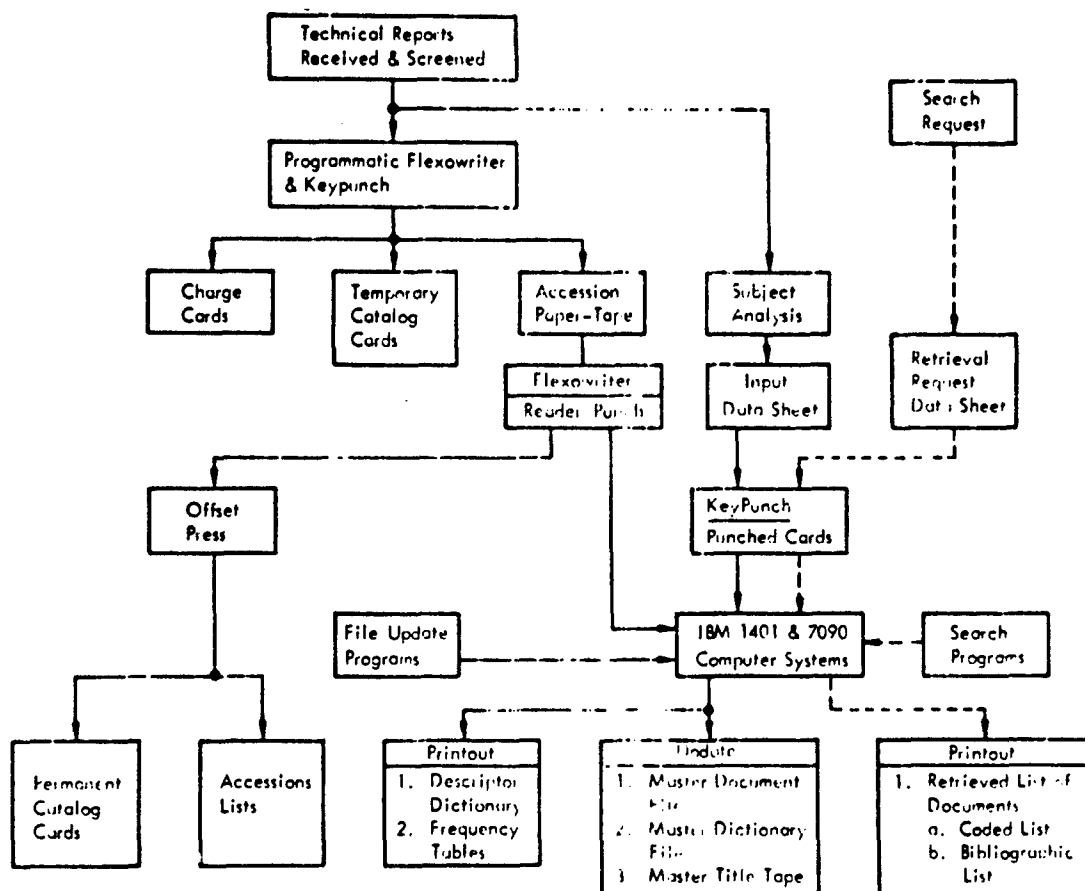 Technical Reports
Received & Screened
Search
Request
Programmatic Flexowriter
& Keypunch
Charge
Cards
Temporary
Catalog
Cards
Accession
Paper-Tape
Subject
Analysis
Retrieval
Request
Data Sheet
Flexowriter
Reader Punch
Input
Data Sheet
Offset
Press
KeyPunch
Punched Cards
File Update
Programs
IBM 1401 & 7090
Computer Systems
Search
Programs
Permanent
Catalog
Cards
Accessions
Lists
Printout
1. Descriptor
Dictionary
2. Frequency
Tables
Update
1. Master Document
File
2. Master Dictionary
File
3 Master Title Tape
Printout
1. Retrieved List of
Documents
a. Coded List
b. Bibliographic
List